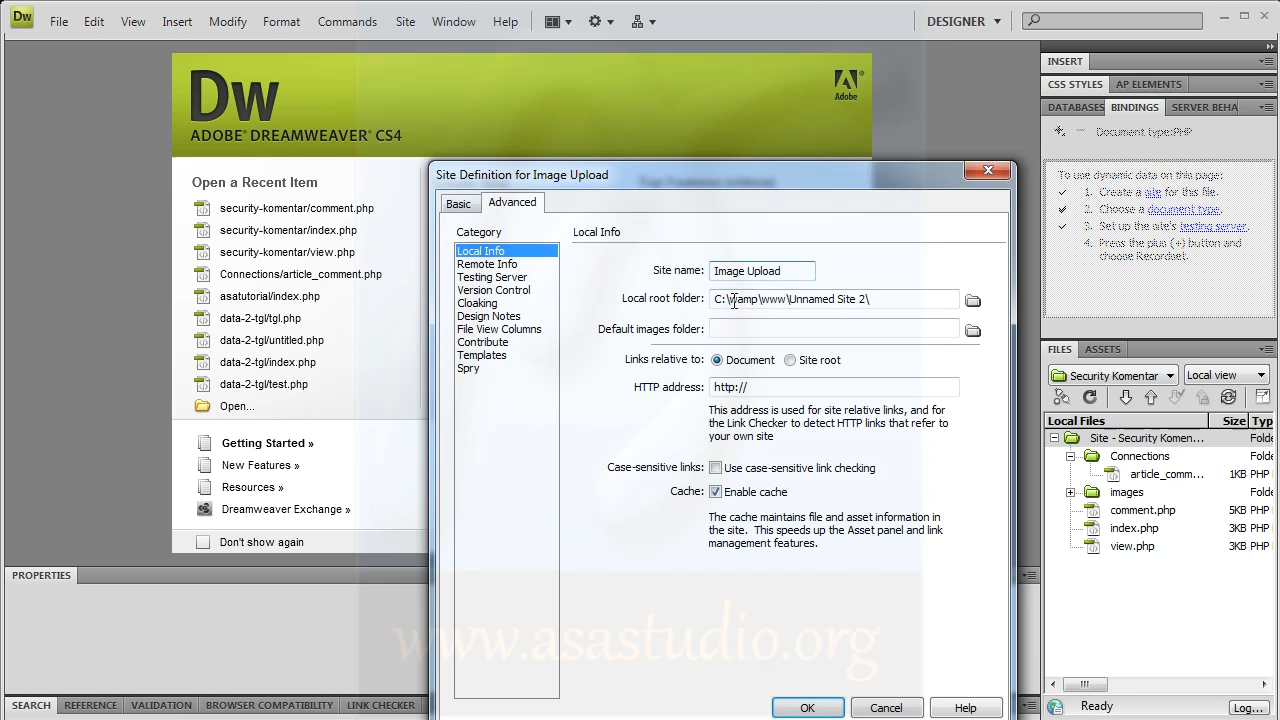 Dw File Edit View Insert Modify Format Commands Site Window Help DESIGNER
Dw
ADOBE® DREAMWEAVER® CS4
Adobe
Open a Recent Item
security-komentar/comment.php
security-komentar/index.php
security-komentar/view.php
Connections/article_comment.php
asatutorial/index.php
data-2-tgl/tgl.php
data-2-tgl/untitled.php
data-2-tgl/index.php
data-2-tgl/test.php
Open...
Getting Started »
New Features »
Resources »
Dreamweaver Exchange »
Don't show again
Site Definition for Image Upload
Basic Advanced
Category
Local Info
Remote Info
Testing Server
Version Control
Cloaking
Design Notes
File View Columns
Contribute
Templates
Spry
Local Info
Site name: Image Upload
Local root folder: C:\wamp\www\Unnamed Site 2\
Default images folder:
Links relative to: Document Site root
HTTP address: http://
This address is used for site relative links, and for
the Link Checker to detect HTTP links that refer to
your own site
Case-sensitive links: Use case-sensitive link checking
Cache: Enable cache
The cache maintains file and asset information in
the site. This speeds up the Asset panel and link
management features.
OK Cancel Help
www.asastudio.org
INSERT
CSS STYLES AP ELEMENTS
DATABASES BINDINGS SERVER BEHA
Document type:PHP
To use dynamic data on this page:
1. Create a site for this file.
2. Choose a document type.
3. Set up the site's testing server.
4. Press the plus button and choose
Recordset.
FILES ASSETS
Security Komentar Local view
Local Files Size Typ
Site - Security Komen... Folde
Connections Folde
article_comm... 1KB PHP
images Folde
comment.php 5KB PHP
index.php 3KB PHP
view.php 3KB PHP
Ready Log...
PROPERTIES
SEARCH REFERENCE VALIDATION BROWSER COMPATIBILITY LINK CHECKER